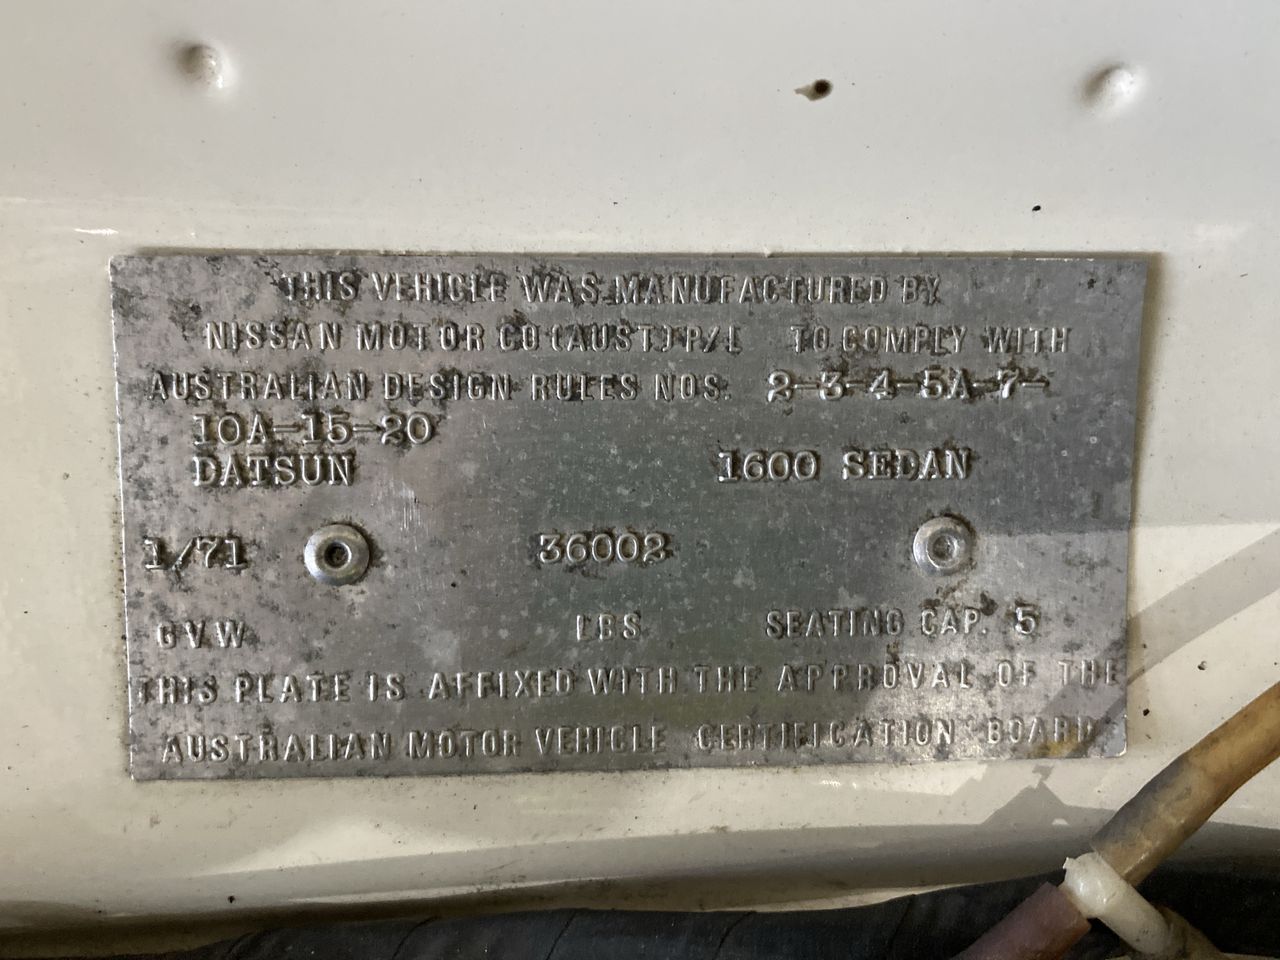 THIS VEHICLE WAS MANUFACTURED BY
NISSAN MOTOR CO (AUST) P/L TO COMPLY WITH
AUSTRALIAN DESIGN RULES NOS. 2-3-4-5A-7-
10A-15-20
DATSUN 1600 SEDAN
1/71 36002
GVW LBS SEATING CAP. 5
THIS PLATE IS AFFIXED WITH THE APPROVAL OF THE
AUSTRALIAN MOTOR VEHICLE CERTIFICATION BOARD